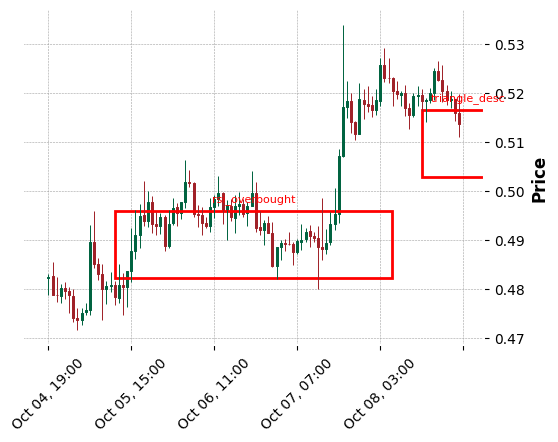 0.53
0.52
triangle_desc
0.51
0.50
overbought
0.49
0.48
0.47
Price
Oct 04, 19:00
Oct 05, 15:00
Oct 06, 11:00
Oct 07, 07:00
Oct 08, 03:00